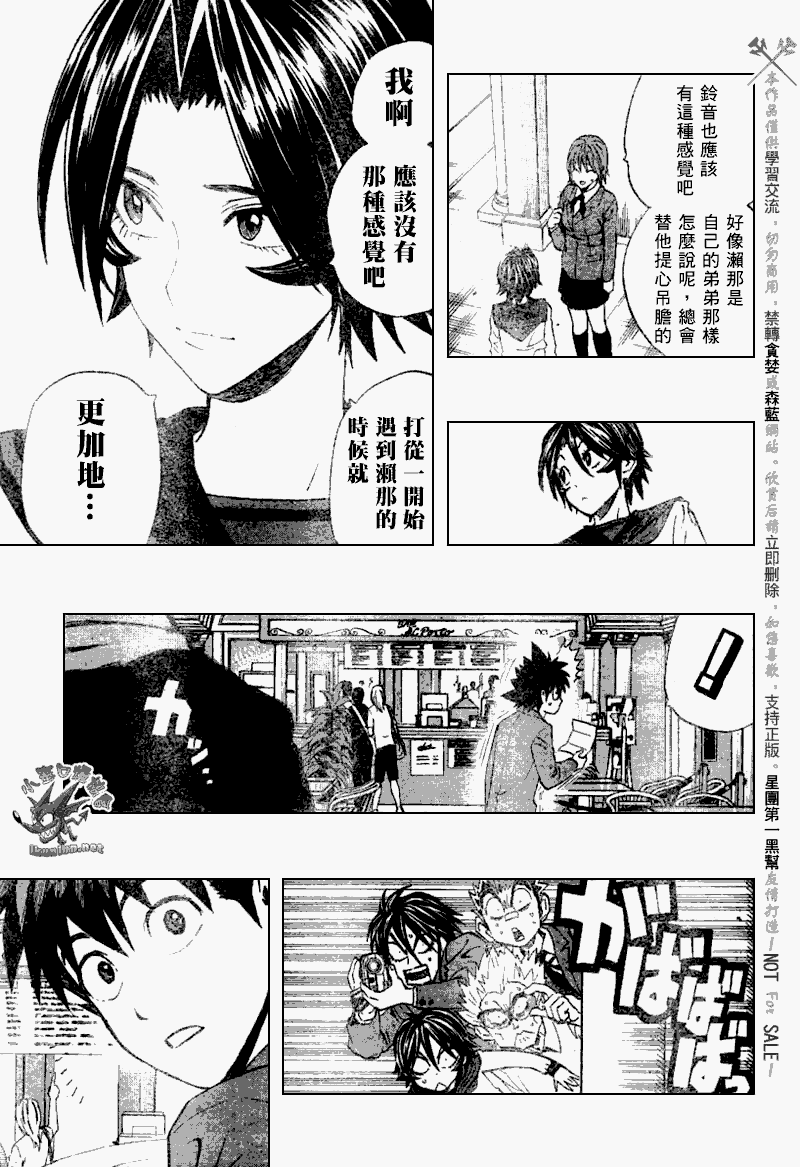 鈴音也應該
有這種感覺吧
好像瀨那是
自己的弟弟那樣
怎麼說呢，總會
替他提心吊膽的
我啊
應該沒有
那種感覺吧
打從一開始
遇到瀨那的
時候就
更加地…
!
ガッ
がばばばっ
本作品僅供學習交流，切勿商用，禁轉貪婪或森藍網站。欣賞后請立即刪除，如您喜歡，支持正版。星團第一黑幫友情打造—NOT For SALE—